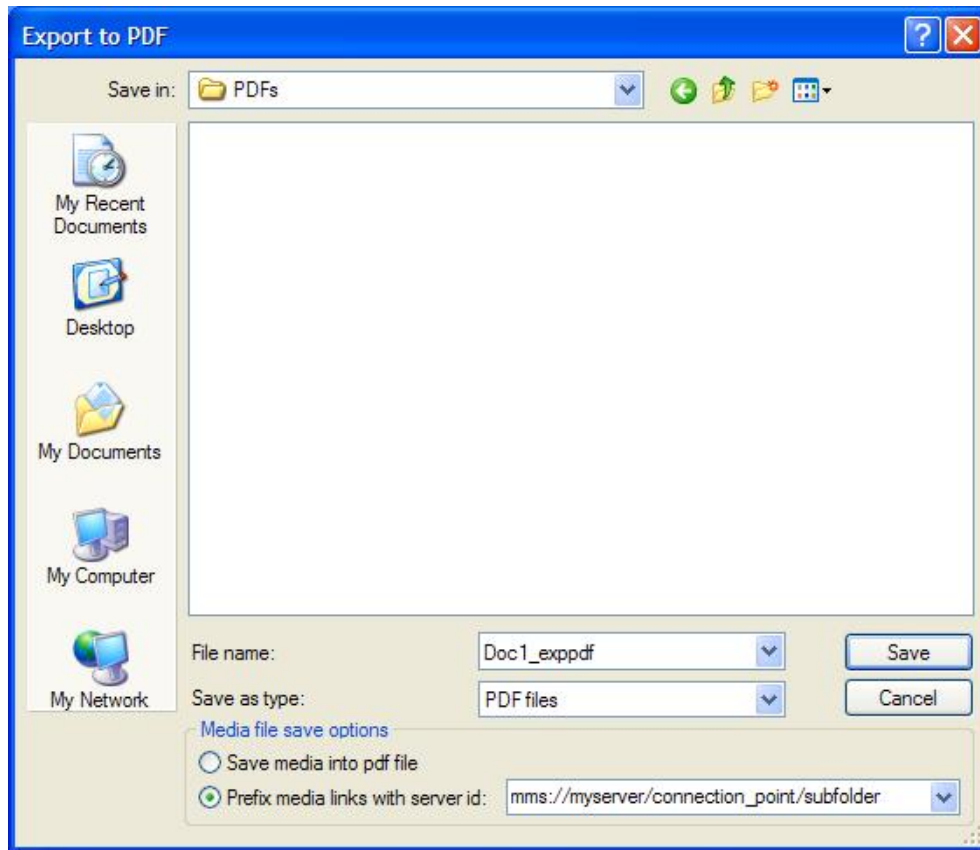 Export to PDF
Save in:
PDFs
My Recent
Documents
Desktop
My Documents
My Computer
My Network
File name:
Doc1_exppdf
Save
Save as type:
PDF files
Cancel
Media file save options
Save media into pdf file
Prefix media links with server id:
mms://myserver/connection_point/subfolder